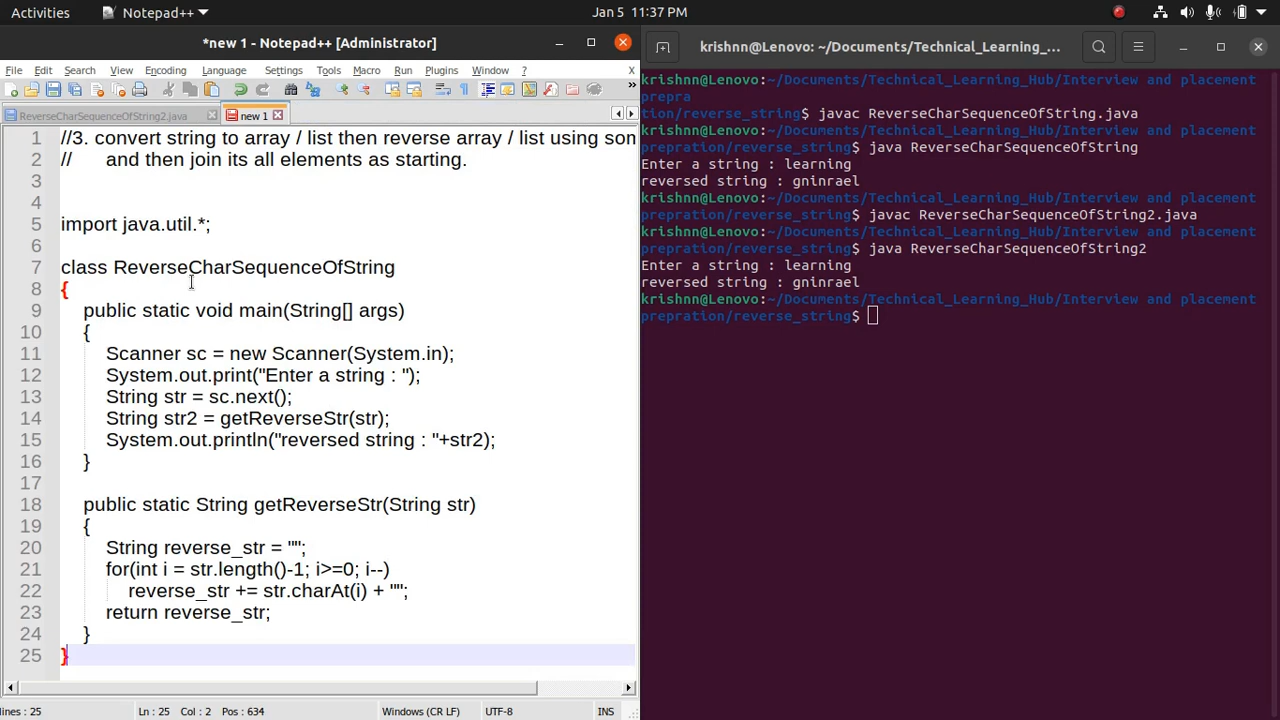 Activities Notepad++ Jan 5 11:37 PM
*new 1 - Notepad++ [Administrator]
File Edit Search View Encoding Language Settings Tools Macro Run Plugins Window ? X
ReverseCharSequenceOfString2.java new 1
1 //3. convert string to array / list then reverse array / list using son
2 // and then join its all elements as starting.
3
4
5 import java.util.*;
6
7 class ReverseCharSequenceOfString
8 {
9 public static void main(String[] args)
10 {
11 Scanner sc = new Scanner(System.in);
12 System.out.print("Enter a string : ");
13 String str = sc.next();
14 String str2 = getReverseStr(str);
15 System.out.println("reversed string : "+str2);
16 }
17
18 public static String getReverseStr(String str)
19 {
20 String reverse_str = "";
21 for(int i = str.length()-1; i>=0; i--)
22 reverse_str += str.charAt(i) + "";
23 return reverse_str;
24 }
25 }
lines : 25 Ln : 25 Col : 2 Pos : 634 Windows (CR LF) UTF-8 INS
krishnn@Lenovo: ~/Documents/Technical_Learning_...
krishnn@Lenovo:~/Documents/Technical_Learning_Hub/Interview and placement
prepra
tion/reverse_string$ javac ReverseCharSequenceOfString.java
krishnn@Lenovo:~/Documents/Technical_Learning_Hub/Interview and placement
prepration/reverse_string$ java ReverseCharSequenceOfString
Enter a string : learning
reversed string : gninrael
krishnn@Lenovo:~/Documents/Technical_Learning_Hub/Interview and placement
prepration/reverse_string$ javac ReverseCharSequenceOfString2.java
krishnn@Lenovo:~/Documents/Technical_Learning_Hub/Interview and placement
prepration/reverse_string$ java ReverseCharSequenceOfString2
Enter a string : learning
reversed string : gninrael
krishnn@Lenovo:~/Documents/Technical_Learning_Hub/Interview and placement
prepration/reverse_string$